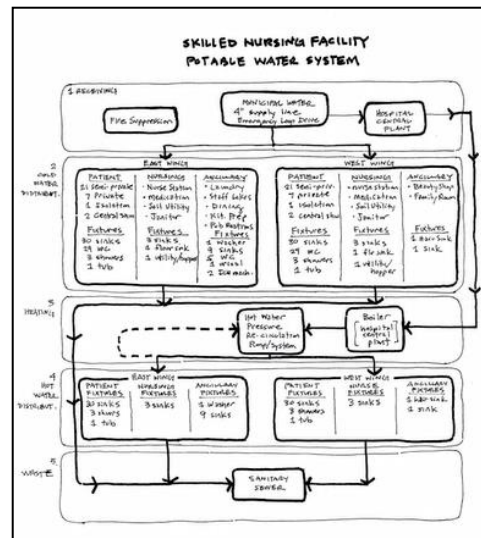 SKILLED NURSING FACILITY
POTABLE WATER SYSTEM
1 RECEIVING
Fire Suppression
MUNICIPAL WATER
4" supply Line
Emergency Loop Drive
HOSPITAL
CENTRAL
PLANT
2
COLD
WATER
DISTRIBUT.
EAST WING
PATIENT
21 semi-private
7 Private
1 Isolation
2 Central
Fixtures
30 sinks
29 WC
3 showers
1 tub
NURSING
Nurse Station
Medication
Soil Utility
Janitor
Fixtures
3 sinks
1 floor sink
1 utility/hopper
ANCILLARY
Laundry
Staff
Dining
Kit. Prep
Pub Restrooms
Fixtures
1 Washer
9 sinks
5 WC
1 urinal
2 Ice mach.
WEST WING
PATIENT
21 semi-priv.
7 private
1 isolation
2 central
Fixtures
30 sinks
29 WC
3 showers
1 tub
NURSING
nurse station
Medication
Soil Utility
Janitor
Fixtures
3 sinks
1 flo sink
1 utility/
hopper
ANCILLARY
Beauty Shop
Family Room
Fixtures
1 sink
1 sink
3
HEATING
Hot Water
Pressure
Re-circulation
Pump/System
Boiler
[hospital
central
plant]
4
HOT
WATER
DISTRIBUT.
EAST WING
PATIENT
FIXTURES
30 sinks
3 showers
1 tub
NURSING
FIXTURES
3 sinks
ANCILLARY
FIXTURES
1 washer
9 sinks
WEST WING
PATIENT
FIXTURES
30 sinks
3 showers
1 tub
NURSE
FIXTURES
3 sinks
ANCILLARY
FIXTURES
1 sink
1 sink
5.
WASTE
SANITARY
SEWER